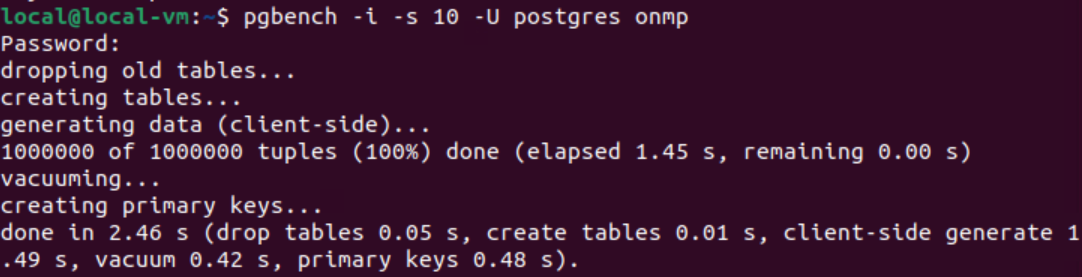 local@local-vm:~$ pgbench -i -s 10 -U postgres onmp
Password:
dropping old tables...
creating tables...
generating data (client-side)...
1000000 of 1000000 tuples (100%) done (elapsed 1.45 s, remaining 0.00 s)
vacuuming...
creating primary keys...
done in 2.46 s (drop tables 0.05 s, create tables 0.01 s, client-side generate 1
.49 s, vacuum 0.42 s, primary keys 0.48 s).